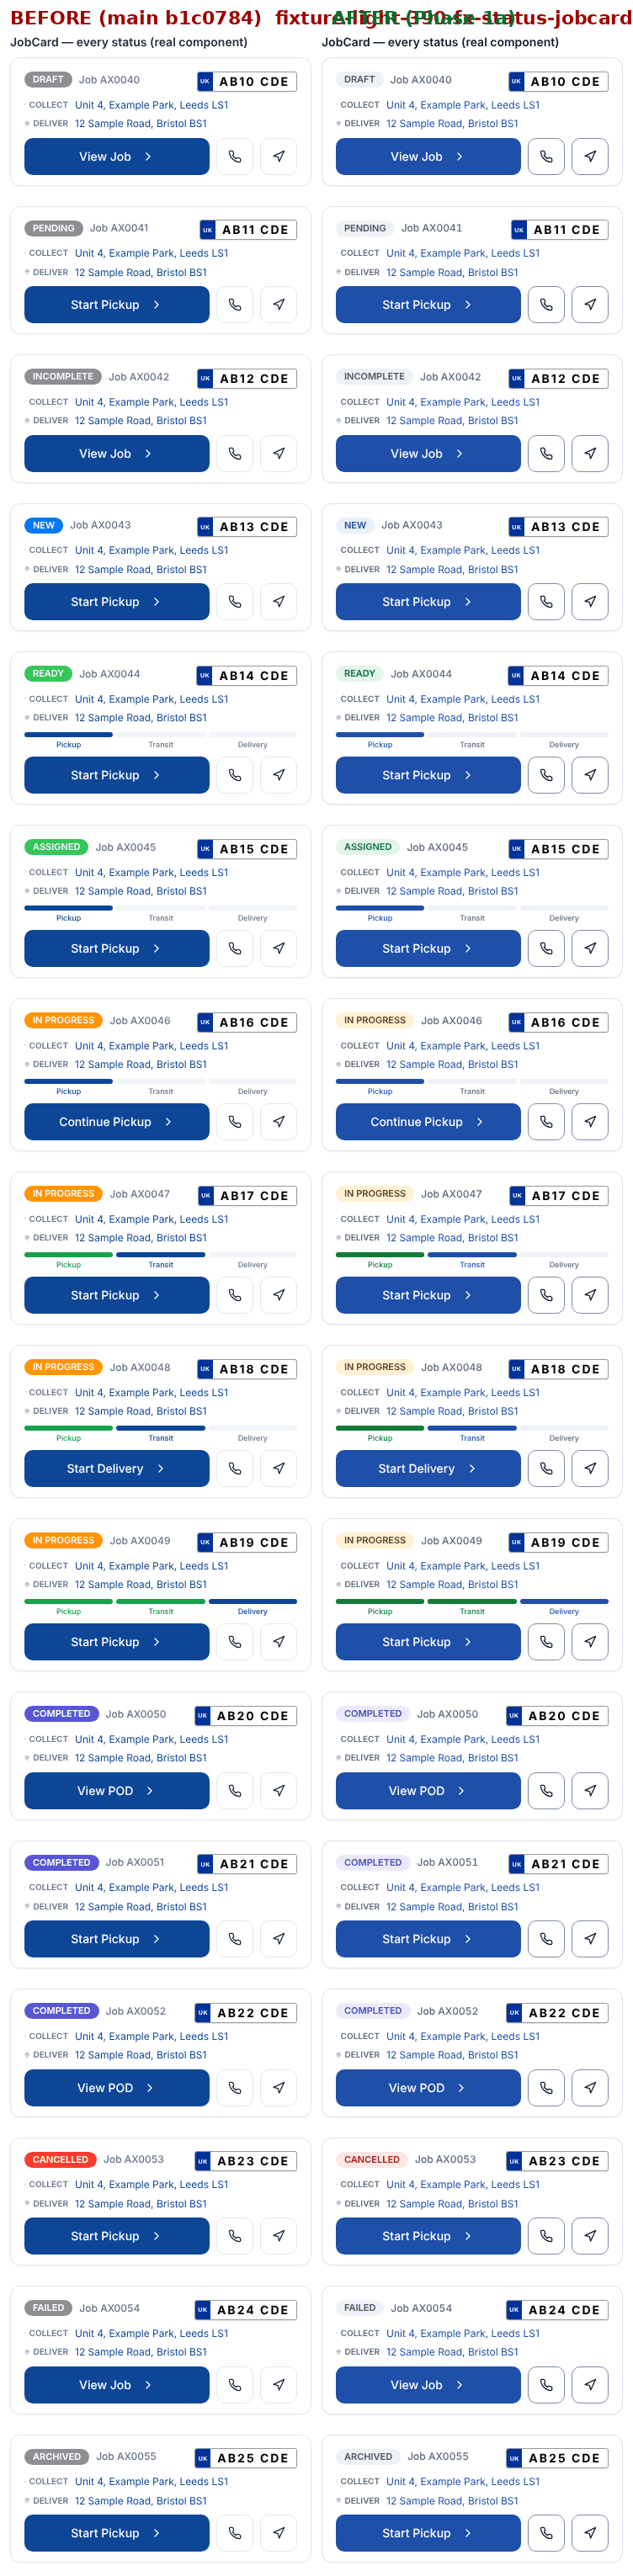 BEFORE (main b1c0784) fixture-light-390-fx-status-jobcard
AFTER (Phase 1a)
JobCard — every status (real component)
JobCard — every status (real component)
DRAFT Job AX0040 UK AB10 CDE
COLLECT Unit 4, Example Park, Leeds LS1
DELIVER 12 Sample Road, Bristol BS1
View Job
DRAFT Job AX0040 UK AB10 CDE
COLLECT Unit 4, Example Park, Leeds LS1
DELIVER 12 Sample Road, Bristol BS1
View Job
PENDING Job AX0041 UK AB11 CDE
COLLECT Unit 4, Example Park, Leeds LS1
DELIVER 12 Sample Road, Bristol BS1
Start Pickup
PENDING Job AX0041 UK AB11 CDE
COLLECT Unit 4, Example Park, Leeds LS1
DELIVER 12 Sample Road, Bristol BS1
Start Pickup
INCOMPLETE Job AX0042 UK AB12 CDE
COLLECT Unit 4, Example Park, Leeds LS1
DELIVER 12 Sample Road, Bristol BS1
View Job
INCOMPLETE Job AX0042 UK AB12 CDE
COLLECT Unit 4, Example Park, Leeds LS1
DELIVER 12 Sample Road, Bristol BS1
View Job
NEW Job AX0043 UK AB13 CDE
COLLECT Unit 4, Example Park, Leeds LS1
DELIVER 12 Sample Road, Bristol BS1
Start Pickup
NEW Job AX0043 UK AB13 CDE
COLLECT Unit 4, Example Park, Leeds LS1
DELIVER 12 Sample Road, Bristol BS1
Start Pickup
READY Job AX0044 UK AB14 CDE
COLLECT Unit 4, Example Park, Leeds LS1
DELIVER 12 Sample Road, Bristol BS1
Pickup Transit Delivery
Start Pickup
READY Job AX0044 UK AB14 CDE
COLLECT Unit 4, Example Park, Leeds LS1
DELIVER 12 Sample Road, Bristol BS1
Pickup Transit Delivery
Start Pickup
ASSIGNED Job AX0045 UK AB15 CDE
COLLECT Unit 4, Example Park, Leeds LS1
DELIVER 12 Sample Road, Bristol BS1
Pickup Transit Delivery
Start Pickup
ASSIGNED Job AX0045 UK AB15 CDE
COLLECT Unit 4, Example Park, Leeds LS1
DELIVER 12 Sample Road, Bristol BS1
Pickup Transit Delivery
Start Pickup
IN PROGRESS Job AX0046 UK AB16 CDE
COLLECT Unit 4, Example Park, Leeds LS1
DELIVER 12 Sample Road, Bristol BS1
Pickup Transit Delivery
Continue Pickup
IN PROGRESS Job AX0046 UK AB16 CDE
COLLECT Unit 4, Example Park, Leeds LS1
DELIVER 12 Sample Road, Bristol BS1
Pickup Transit Delivery
Continue Pickup
IN PROGRESS Job AX0047 UK AB17 CDE
COLLECT Unit 4, Example Park, Leeds LS1
DELIVER 12 Sample Road, Bristol BS1
Pickup Transit Delivery
Start Pickup
IN PROGRESS Job AX0047 UK AB17 CDE
COLLECT Unit 4, Example Park, Leeds LS1
DELIVER 12 Sample Road, Bristol BS1
Pickup Transit Delivery
Start Pickup
IN PROGRESS Job AX0048 UK AB18 CDE
COLLECT Unit 4, Example Park, Leeds LS1
DELIVER 12 Sample Road, Bristol BS1
Pickup Transit Delivery
Start Delivery
IN PROGRESS Job AX0048 UK AB18 CDE
COLLECT Unit 4, Example Park, Leeds LS1
DELIVER 12 Sample Road, Bristol BS1
Pickup Transit Delivery
Start Delivery
IN PROGRESS Job AX0049 UK AB19 CDE
COLLECT Unit 4, Example Park, Leeds LS1
DELIVER 12 Sample Road, Bristol BS1
Pickup Transit Delivery
Start Pickup
IN PROGRESS Job AX0049 UK AB19 CDE
COLLECT Unit 4, Example Park, Leeds LS1
DELIVER 12 Sample Road, Bristol BS1
Pickup Transit Delivery
Start Pickup
COMPLETED Job AX0050 UK AB20 CDE
COLLECT Unit 4, Example Park, Leeds LS1
DELIVER 12 Sample Road, Bristol BS1
View POD
COMPLETED Job AX0050 UK AB20 CDE
COLLECT Unit 4, Example Park, Leeds LS1
DELIVER 12 Sample Road, Bristol BS1
View POD
COMPLETED Job AX0051 UK AB21 CDE
COLLECT Unit 4, Example Park, Leeds LS1
DELIVER 12 Sample Road, Bristol BS1
Start Pickup
COMPLETED Job AX0051 UK AB21 CDE
COLLECT Unit 4, Example Park, Leeds LS1
DELIVER 12 Sample Road, Bristol BS1
Start Pickup
COMPLETED Job AX0052 UK AB22 CDE
COLLECT Unit 4, Example Park, Leeds LS1
DELIVER 12 Sample Road, Bristol BS1
View POD
COMPLETED Job AX0052 UK AB22 CDE
COLLECT Unit 4, Example Park, Leeds LS1
DELIVER 12 Sample Road, Bristol BS1
View POD
CANCELLED Job AX0053 UK AB23 CDE
COLLECT Unit 4, Example Park, Leeds LS1
DELIVER 12 Sample Road, Bristol BS1
Start Pickup
CANCELLED Job AX0053 UK AB23 CDE
COLLECT Unit 4, Example Park, Leeds LS1
DELIVER 12 Sample Road, Bristol BS1
Start Pickup
FAILED Job AX0054 UK AB24 CDE
COLLECT Unit 4, Example Park, Leeds LS1
DELIVER 12 Sample Road, Bristol BS1
View Job
FAILED Job AX0054 UK AB24 CDE
COLLECT Unit 4, Example Park, Leeds LS1
DELIVER 12 Sample Road, Bristol BS1
View Job
ARCHIVED Job AX0055 UK AB25 CDE
COLLECT Unit 4, Example Park, Leeds LS1
DELIVER 12 Sample Road, Bristol BS1
Start Pickup
ARCHIVED Job AX0055 UK AB25 CDE
COLLECT Unit 4, Example Park, Leeds LS1
DELIVER 12 Sample Road, Bristol BS1
Start Pickup